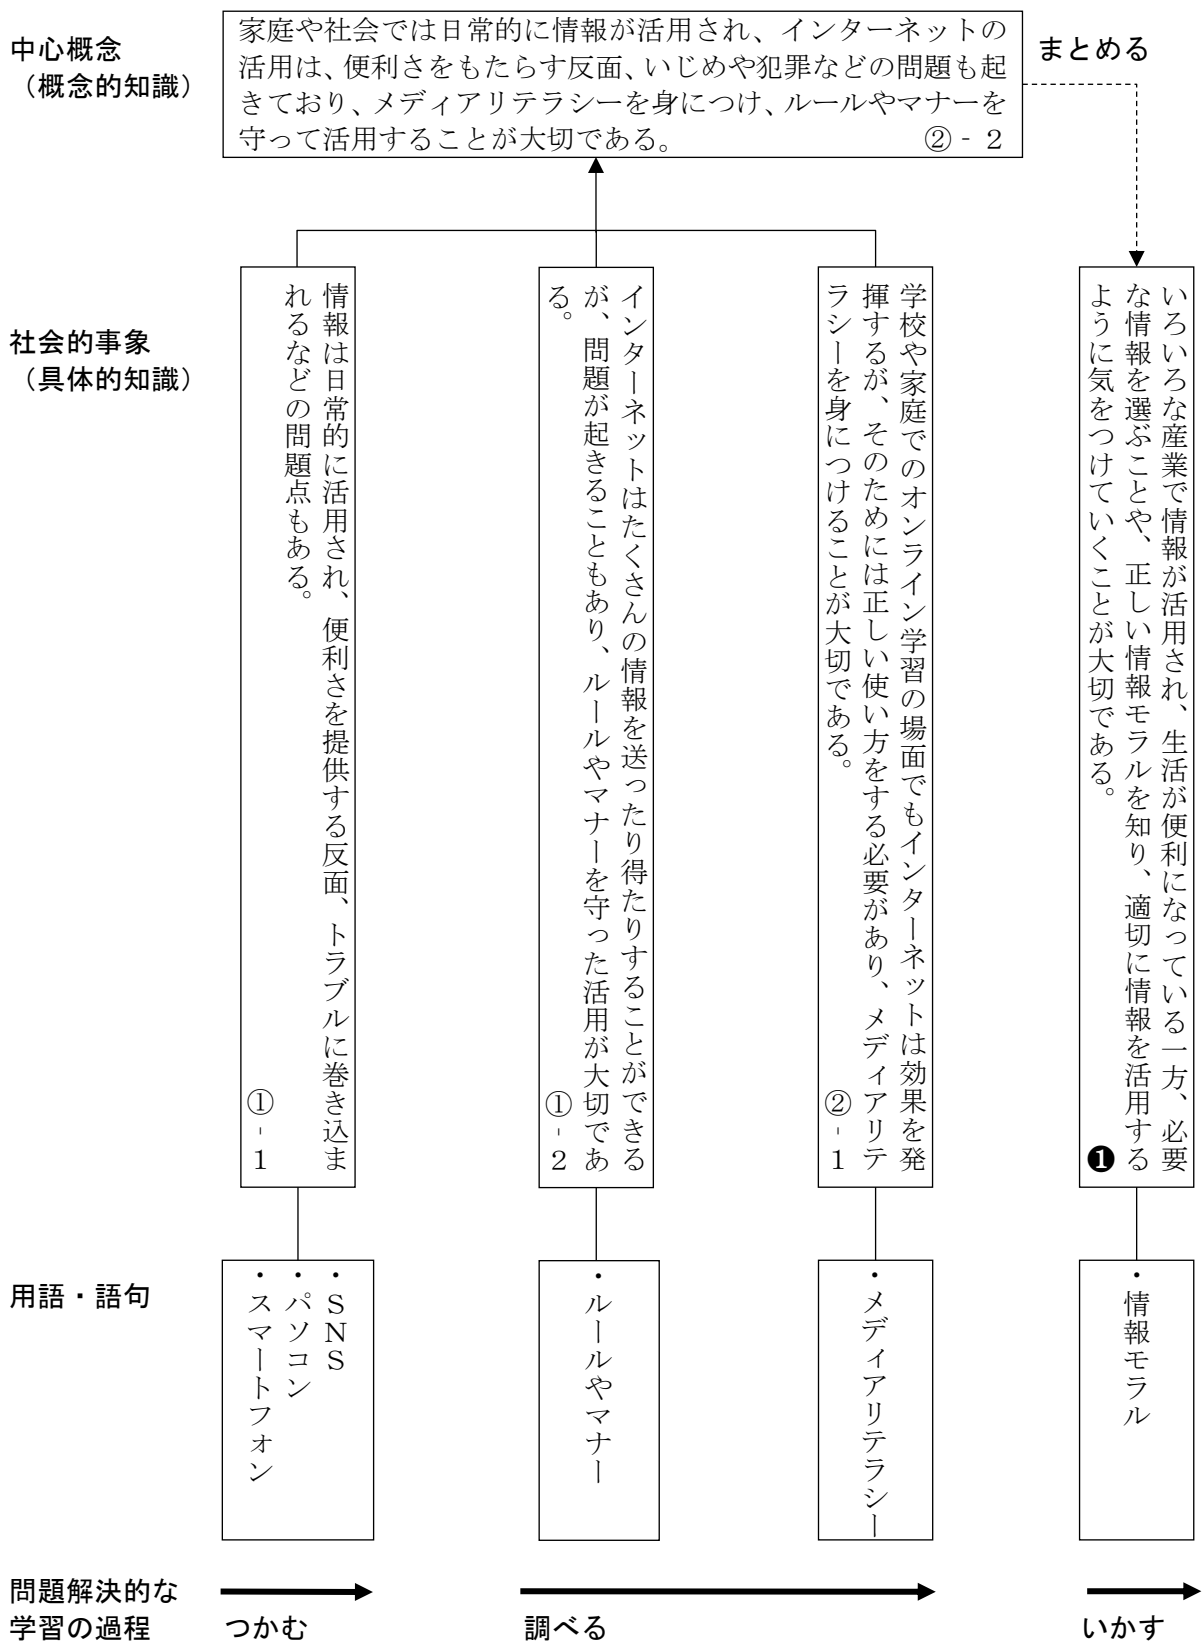 中心概念
（概念的知識）
家庭や社会では日常的に情報が活用され、インターネットの
活用は、便利さをもたらす反面、いじめや犯罪などの問題も起
きており、メディアリテラシーを身につけ、ルールやマナーを
守って活用することが大切である。 ②‐２
まとめる
社会的事象
（具体的知識）
情報は日常的に活用され、便利さを提供する反面、トラブルに巻き込ま
れるなどの問題点もある。 ①‐１
インターネットはたくさんの情報を送ったり得たりすることができる
が、問題が起きることもあり、ルールやマナーを守った活用が大切であ
る。 ①‐２
学校や家庭でのオンライン学習の場面でもインターネットは効果を発
揮するが、そのためには正しい使い方をする必要があり、メディアリテ
ラシーを身につけることが大切である。 ②‐１
いろいろな産業で情報が活用され、生活が便利になっている一方、必要
な情報を選ぶことや、正しい情報モラルを知り、適切に情報を活用する
ように気をつけていくことが大切である。 ❶
用語・語句
・ＳＮＳ
・パソコン
・スマートフォン
・ルールやマナー
・メディアリテラシー
・情報モラル
問題解決的な
学習の過程
つかむ
調べる
いかす